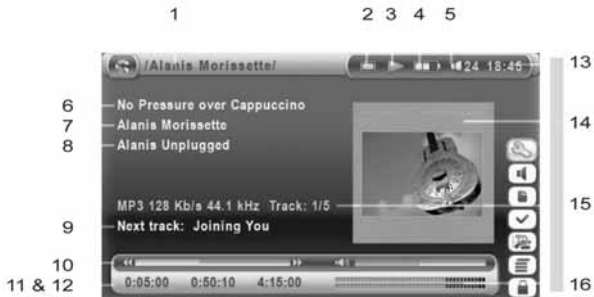 1 2 3 4 5
/Alanis Morissette/ 24 18:45 13
6 No Pressure over Cappuccino
7 Alanis Morissette 14
8 Alanis Unplugged
MP3 128 Kb/s 44.1 kHz Track: 1/5 15
9 Next track: Joining You
10
11 & 12 0:05:00 0:50:10 4:15:00 16